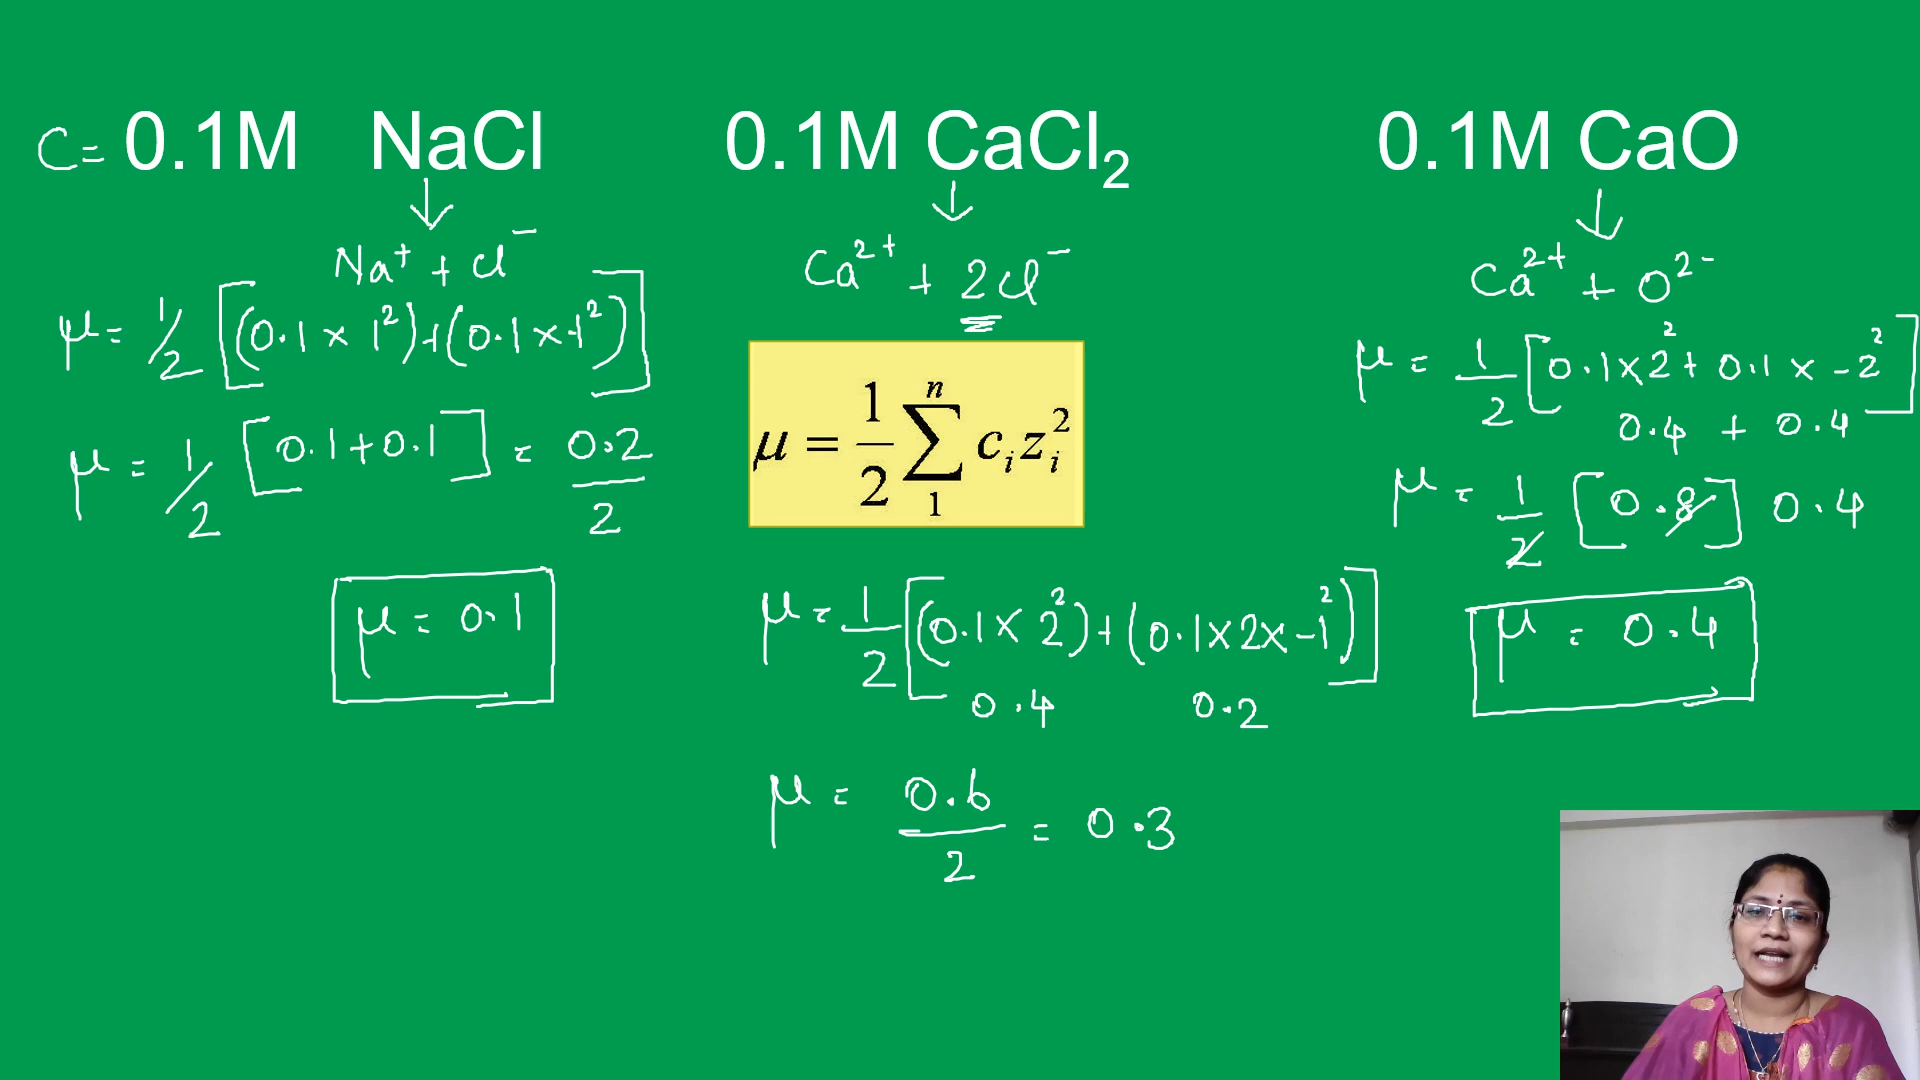 C= 0.1M NaCl
↓
Na⁺ + Cl⁻
μ = 1/2 [(0.1 × 1²) + (0.1 × -1²)]
μ = 1/2 [0.1 + 0.1] = 0.2/2
μ = 0.1
0.1M CaCl₂
↓
Ca²⁺ + 2Cl⁻
μ = 1/2 ∑₁ⁿ cᵢzᵢ²
μ = 1/2 [(0.1 × 2²) + (0.1 × 2 × -1²)]
0.4 0.2
μ = 0.6/2 = 0.3
0.1M CaO
↓
Ca²⁺ + O²⁻
μ = 1/2 [0.1 × 2² + 0.1 × -2²]
0.4 + 0.4
μ = 1/2 [0.8] 0.4
μ = 0.4